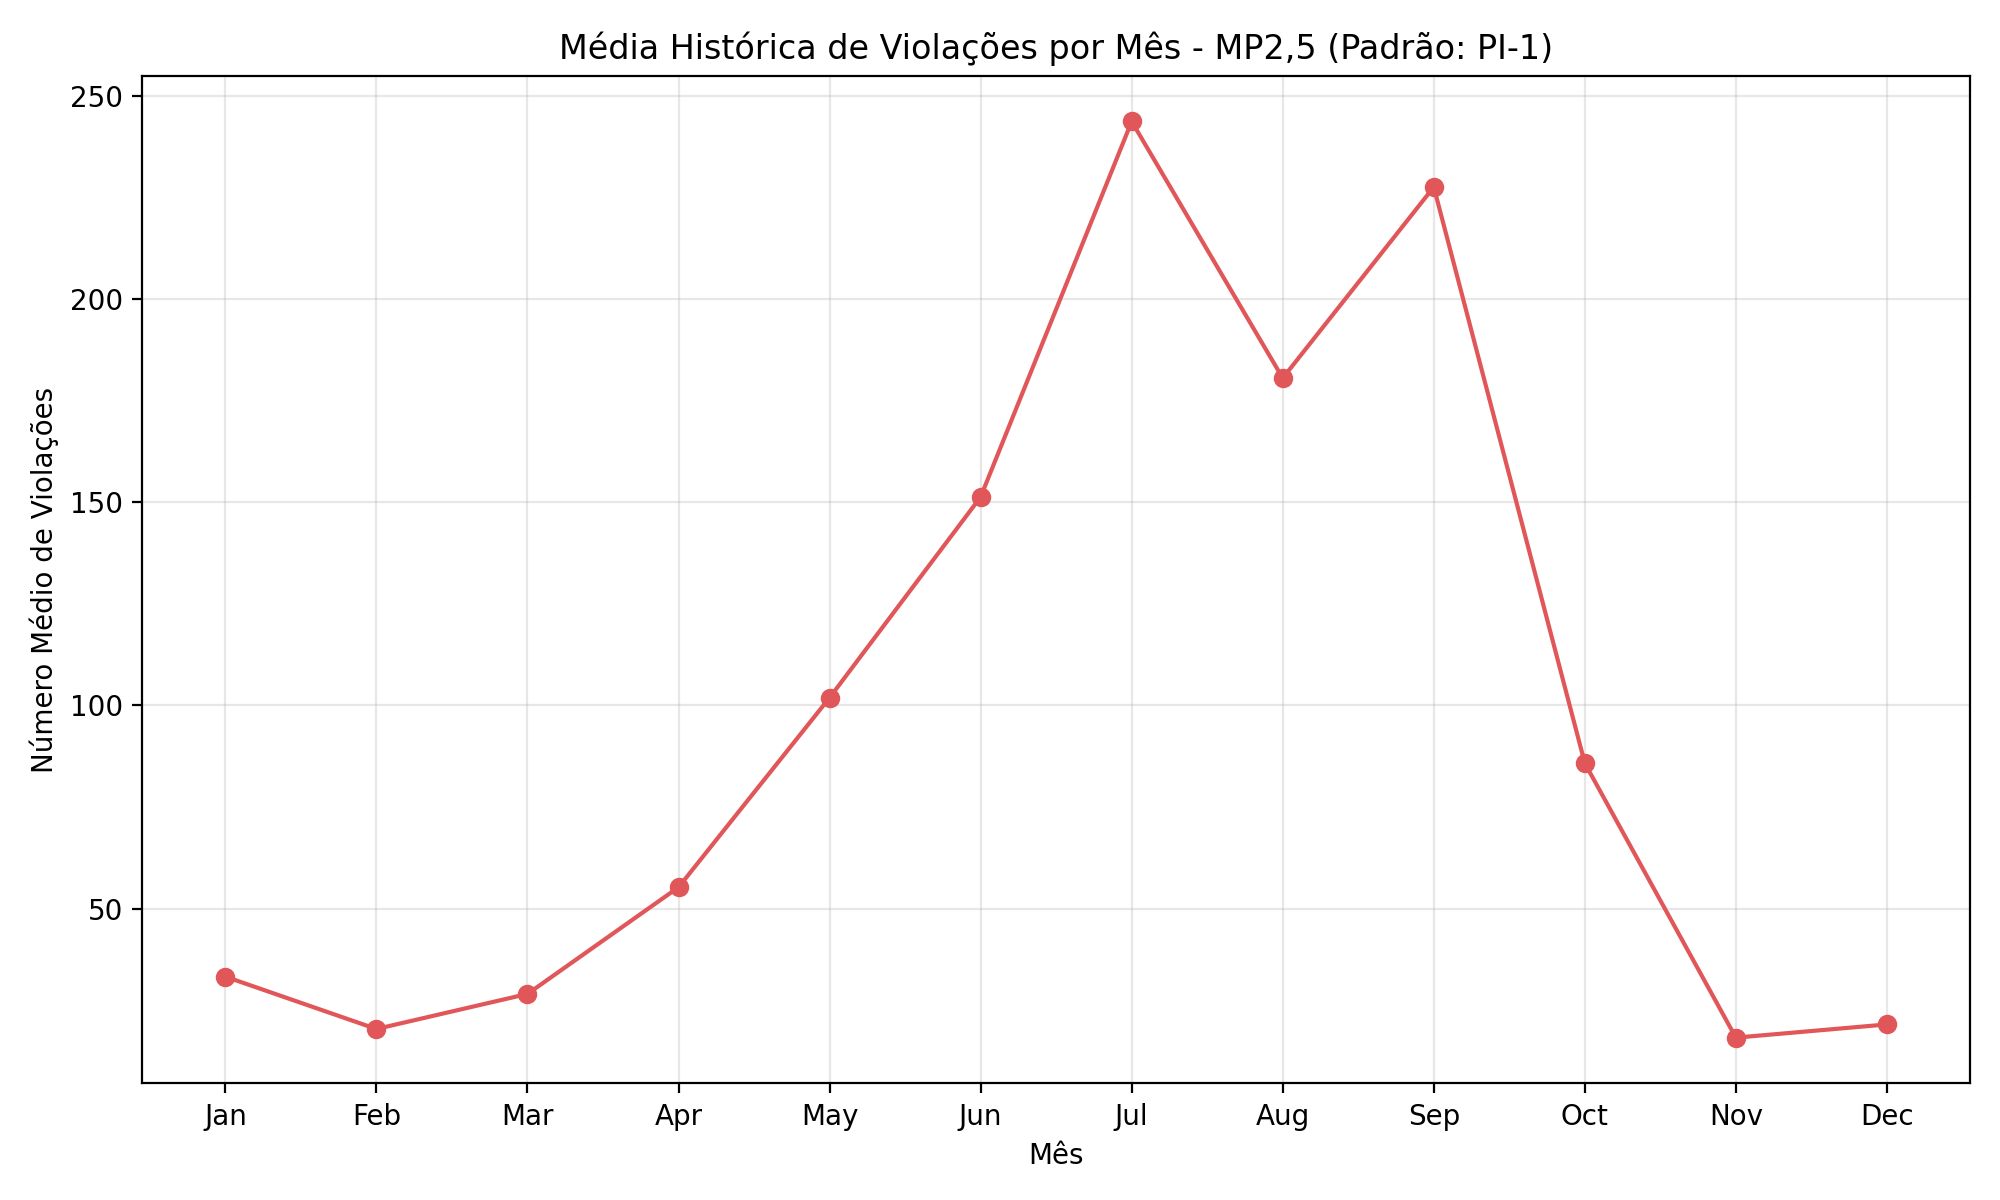 Média Histórica de Violações por Mês - MP2,5 (Padrão: PI-1)
Número Médio de Violações
250
200
150
100
50
Jan Feb Mar Apr May Jun Jul Aug Sep Oct Nov Dec
Mês